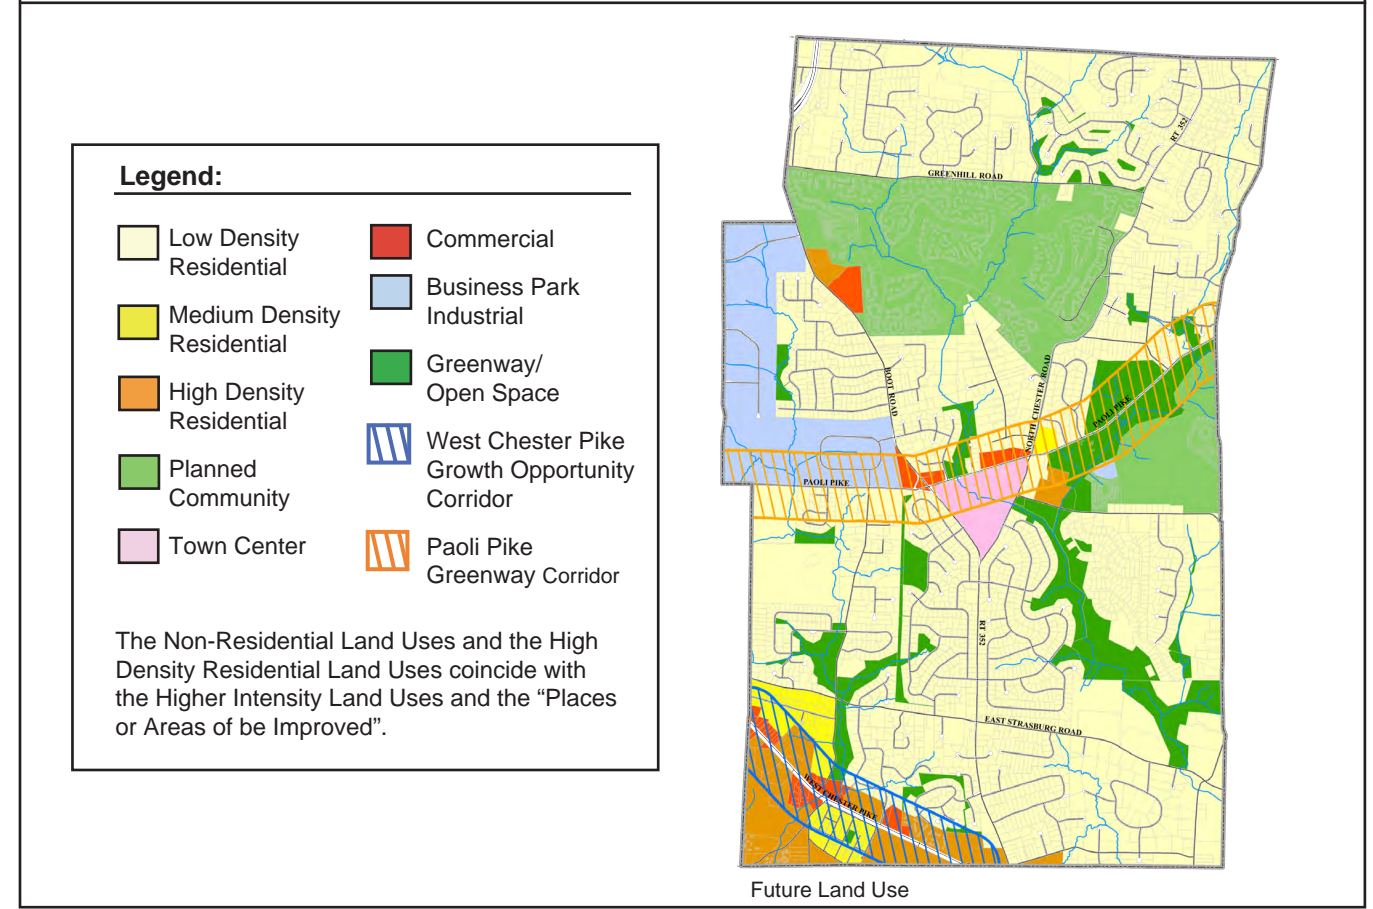 Legend:
Low Density
Residential
Medium Density
Residential
High Density
Residential
Planned
Community
Town Center
Commercial
Business Park
Industrial
Greenway/
Open Space
West Chester Pike
Growth Opportunity
Corridor
Paoli Pike
Greenway Corridor
The Non-Residential Land Uses and the High
Density Residential Land Uses coincide with
the Higher Intensity Land Uses and the “Places
or Areas of be Improved”.
RT 352
GREENHILL ROAD
BOOT ROAD
NORTH CHESTER ROAD
PAOLI PIKE
PAOLI PIKE
RT 352
EAST STRASBURG ROAD
WEST CHESTER PIKE
Future Land Use